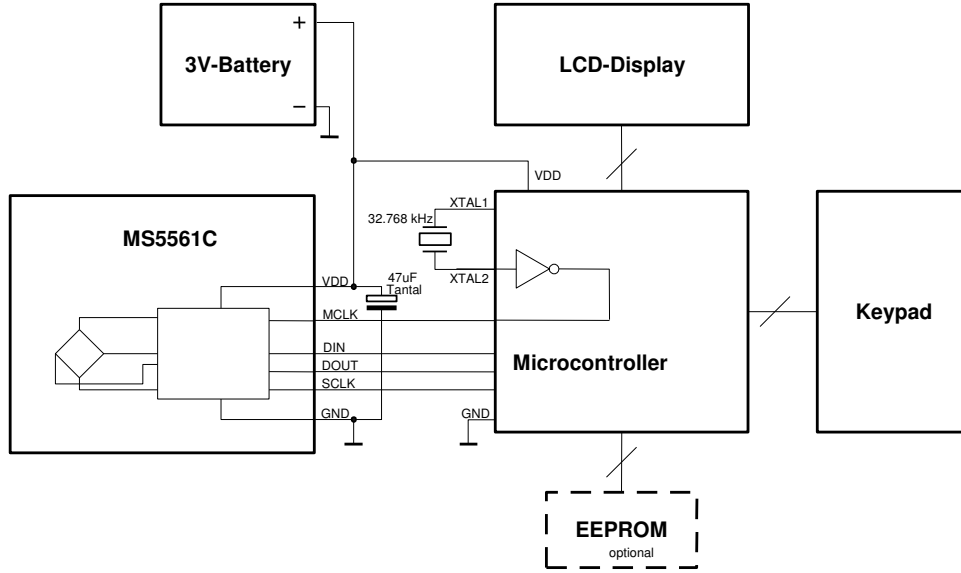 +
3V-Battery
−
LCD-Display
VDD
XTAL1
32.768 kHz
XTAL2
MS5561C
VDD
47uF
Tantal
MCLK
DIN
DOUT
SCLK
GND
GND
Microcontroller
Keypad
EEPROM
optional